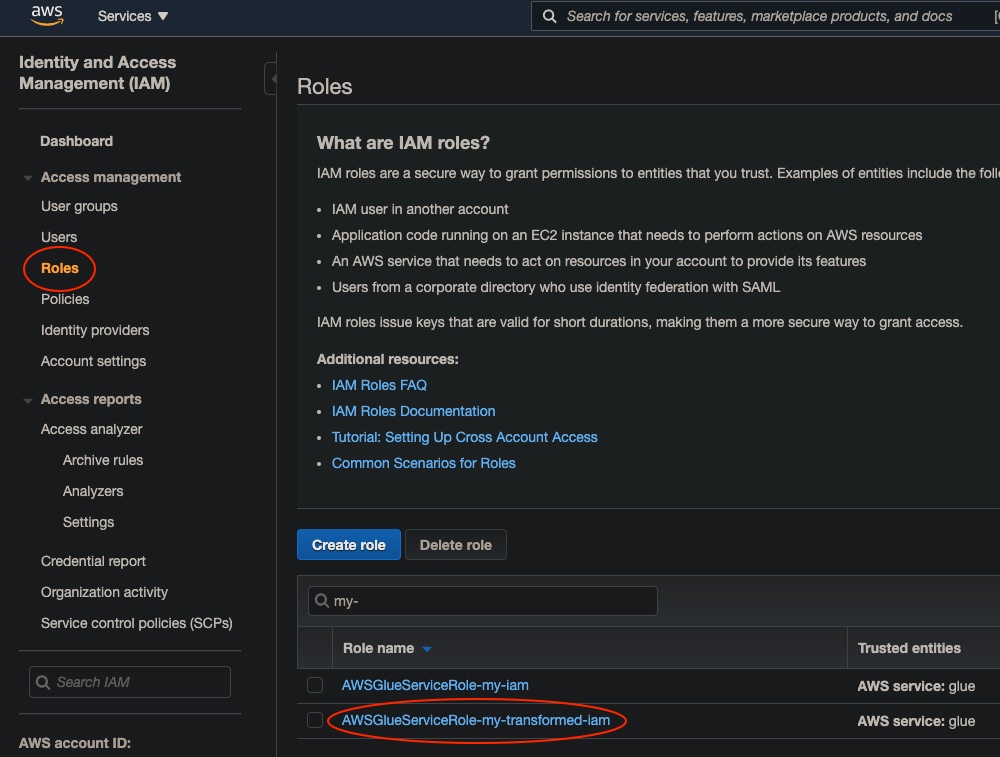 aws
Services ▼
Search for services, features, marketplace products, and docs
Identity and Access
Management (IAM)
Dashboard
Access management
User groups
Users
Roles
Policies
Identity providers
Account settings
Access reports
Access analyzer
Archive rules
Analyzers
Settings
Credential report
Organization activity
Service control policies (SCPs)
Search IAM
AWS account ID:
Roles
What are IAM roles?
IAM roles are a secure way to grant permissions to entities that you trust. Examples of entities include the
• IAM user in another account
• Application code running on an EC2 instance that needs to perform actions on AWS resources
• An AWS service that needs to act on resources in your account to provide its features
• Users from a corporate directory who use identity federation with SAML
IAM roles issue keys that are valid for short durations, making them a more secure way to grant access.
Additional resources:
• IAM Roles FAQ
• IAM Roles Documentation
• Tutorial: Setting Up Cross Account Access
• Common Scenarios for Roles
Create role Delete role
my-
Role name Trusted entities
AWSGlueServiceRole-my-iam AWS service: glue
AWSGlueServiceRole-my-transformed-iam AWS service: glue